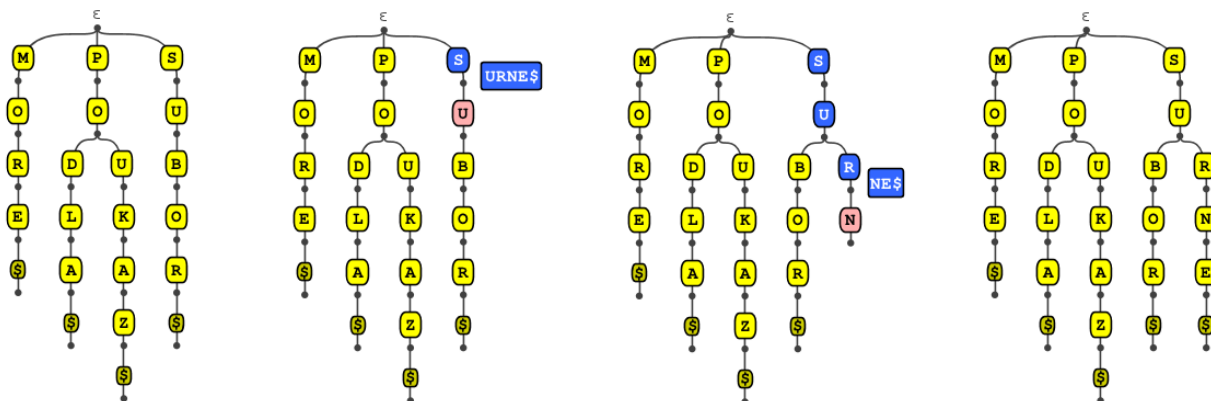 ε ε ε ε
M P S M P S URNE$ M P S M P S
O O U O O U O O U O O U
R D U B R D U B R D U B R NE$ R D U B R
E L K O E L K O E L K O N E L K O N
$ A A R $ A A R $ A A R $ A A R E
$ Z $ $ Z $ $ Z $ $ Z $ $
$ $ $ $